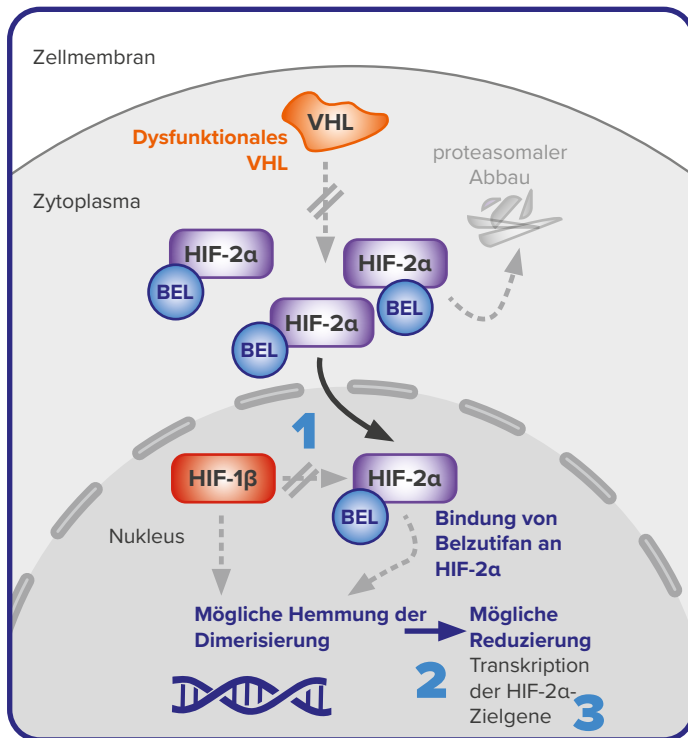 Zellmembran
VHL
Dysfunktionales
VHL
proteasomaler
Abbau
Zytoplasma
HIF-2α
BEL
HIF-2α
BEL
HIF-2α
BEL
1
HIF-1β
HIF-2α
BEL
Nukleus
Bindung von
Belzutifan an
HIF-2α
Mögliche Hemmung der
Dimerisierung
Mögliche
Reduzierung
2
Transkription
der HIF-2α-
Zielgene
3